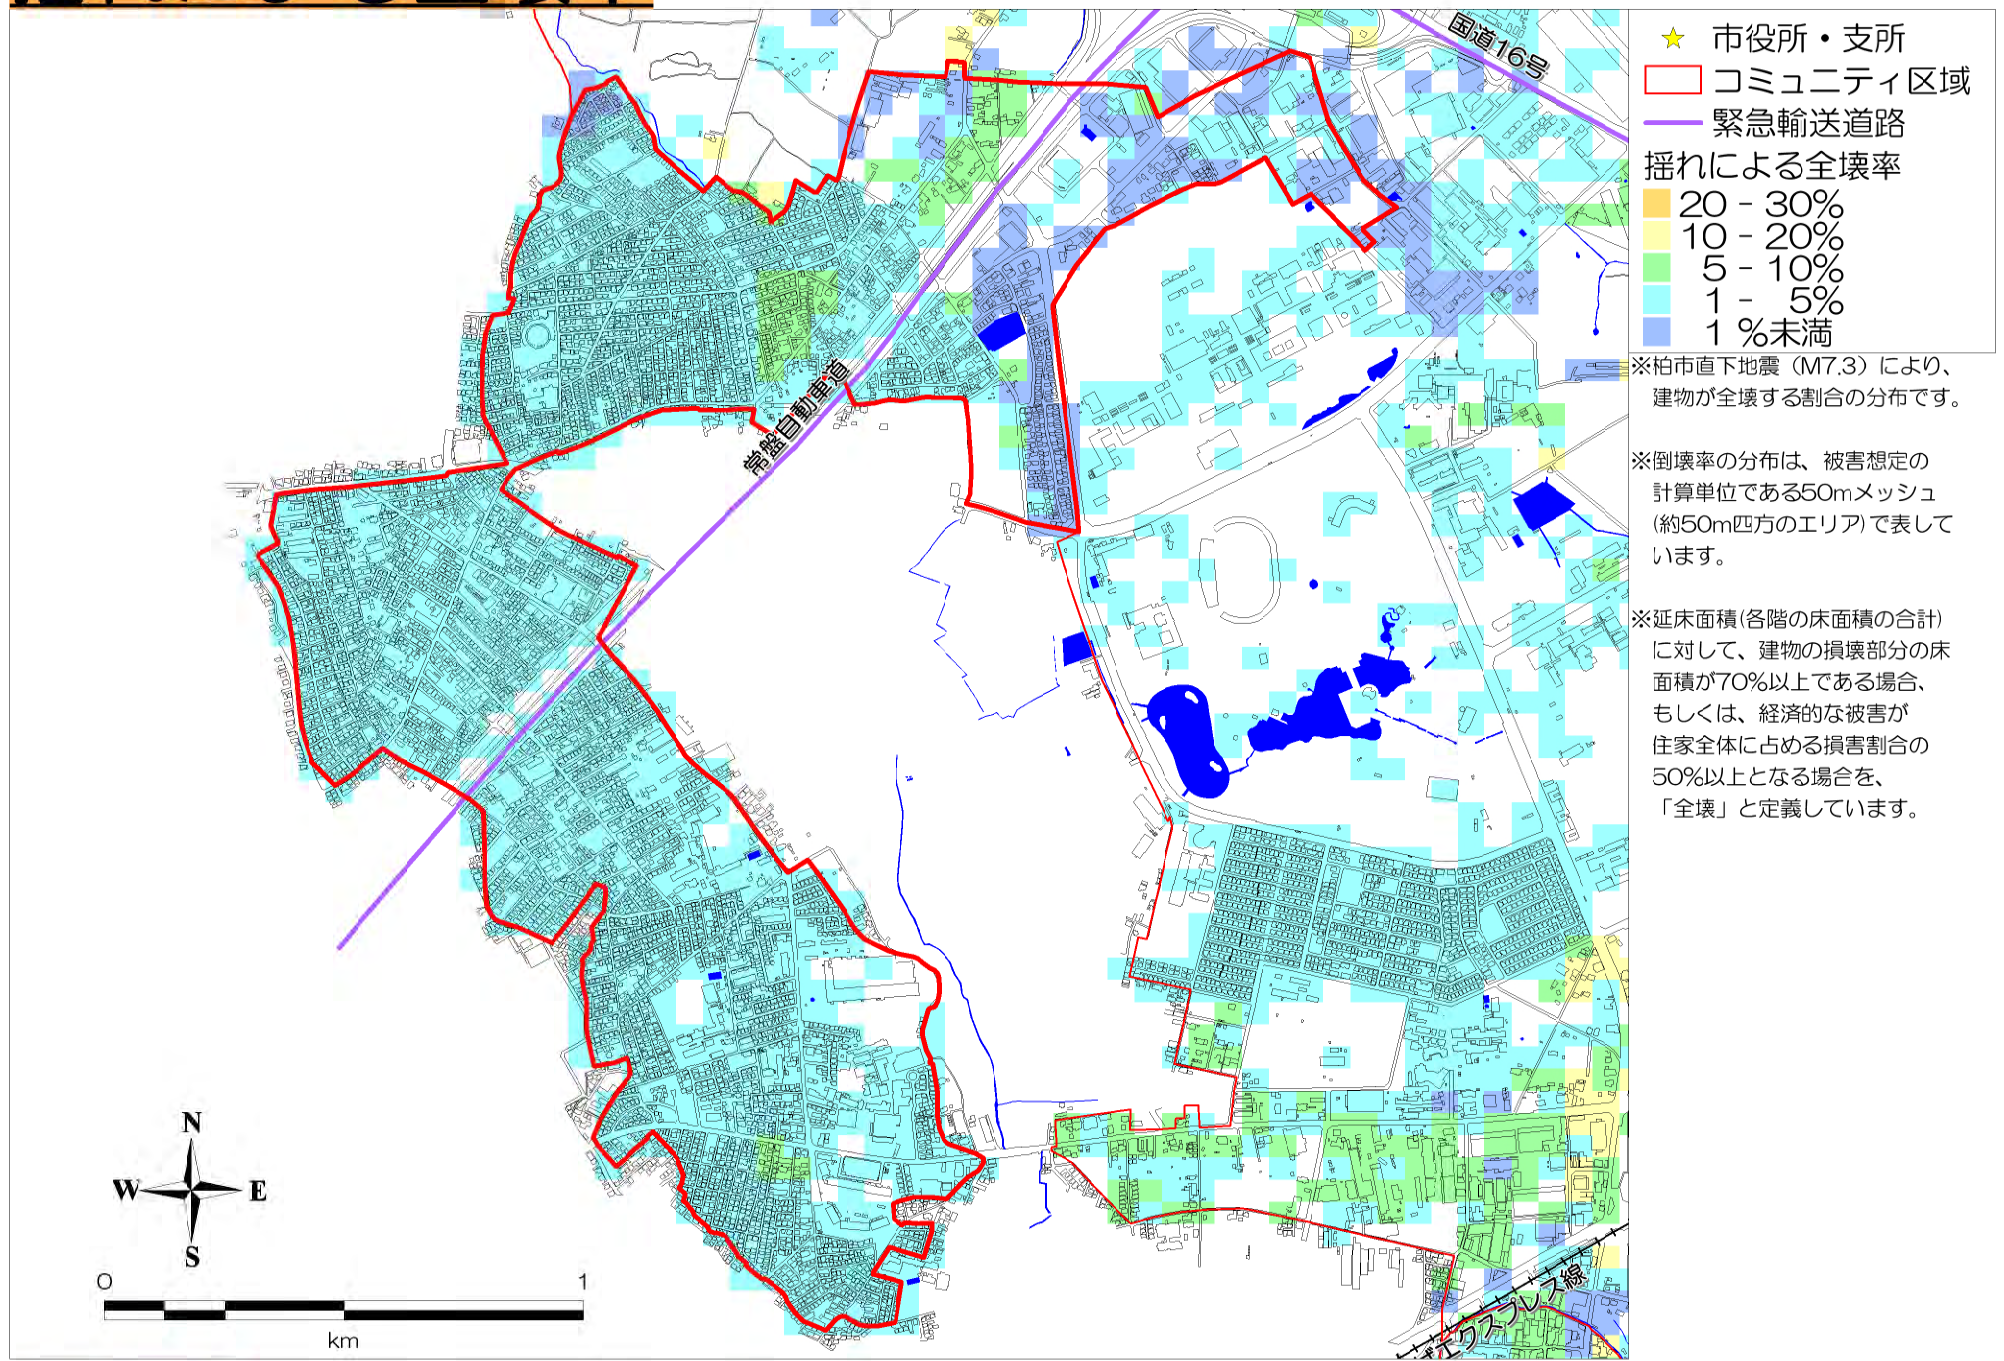 国道16号
常磐自動車道
エクスプレス線
N
W
E
S
0
1
km
市役所・支所
コミュニティ区域
緊急輸送道路
揺れによる全壊率
20 - 30%
10 - 20%
5 - 10%
1 - 5%
1 %未満
※柏市直下地震（M7.3）により、
建物が全壊する割合の分布です。
※倒壊率の分布は、被害想定の
計算単位である50mメッシュ
(約50m四方のエリア)で表して
います。
※延床面積(各階の床面積の合計)
に対して、建物の損壊部分の床
面積が70%以上である場合、
もしくは、経済的な被害が
住家全体に占める損害割合の
50%以上となる場合を、
「全壊」と定義しています。